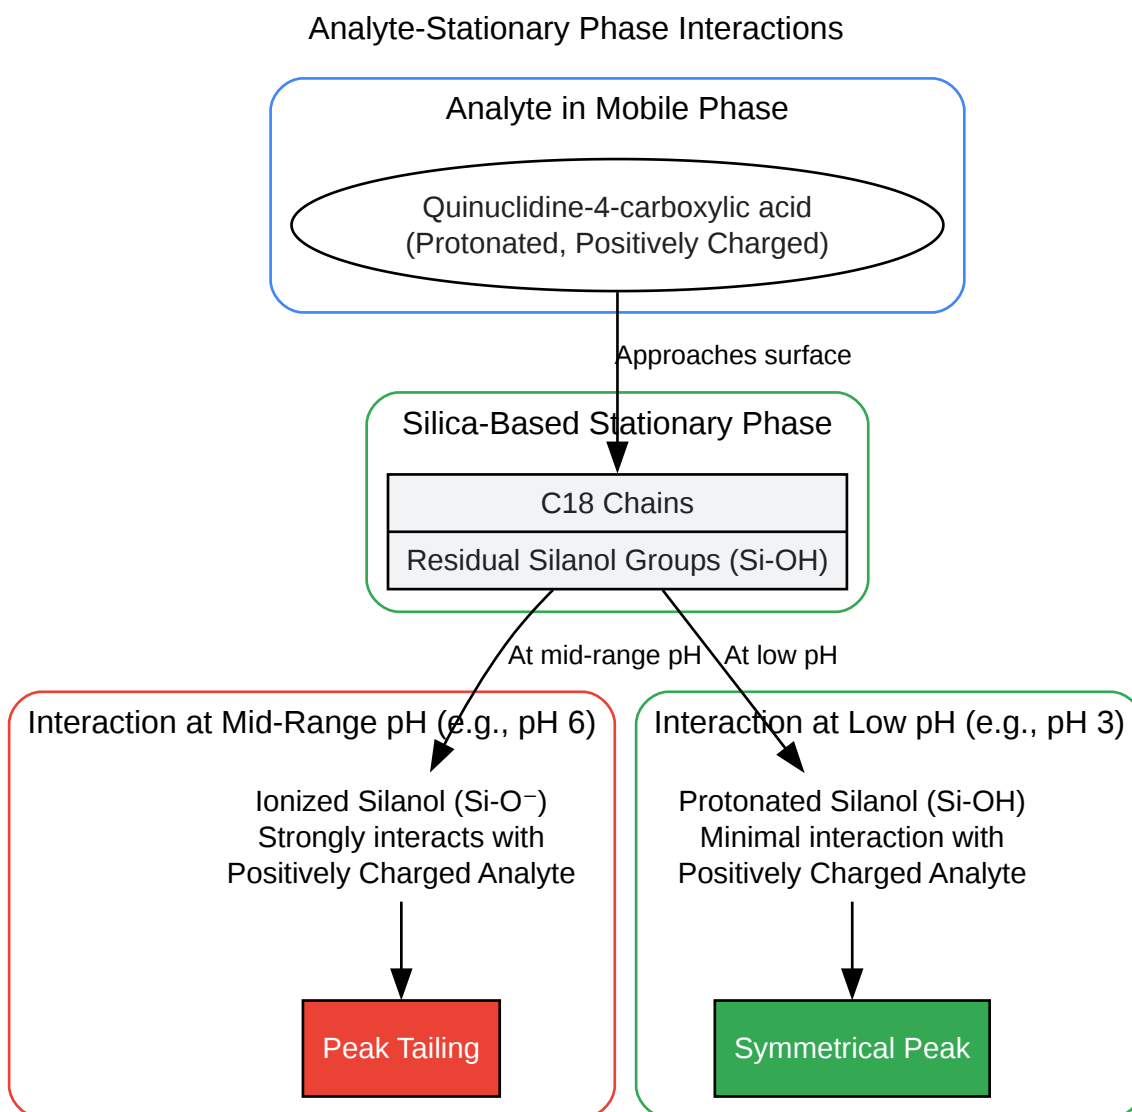 Analyte-Stationary Phase Interactions
Analyte in Mobile Phase
Quinuclidine-4-carboxylic acid
(Protonated, Positively Charged)
Approaches surface
Silica-Based Stationary Phase
C18 Chains
Residual Silanol Groups (Si-OH)
At mid-range pH
At low pH
Interaction at Mid-Range pH (e.g., pH 6)
Ionized Silanol (Si-O⁻)
Strongly interacts with
Positively Charged Analyte
Peak Tailing
Interaction at Low pH (e.g., pH 3)
Protonated Silanol (Si-OH)
Minimal interaction with
Positively Charged Analyte
Symmetrical Peak